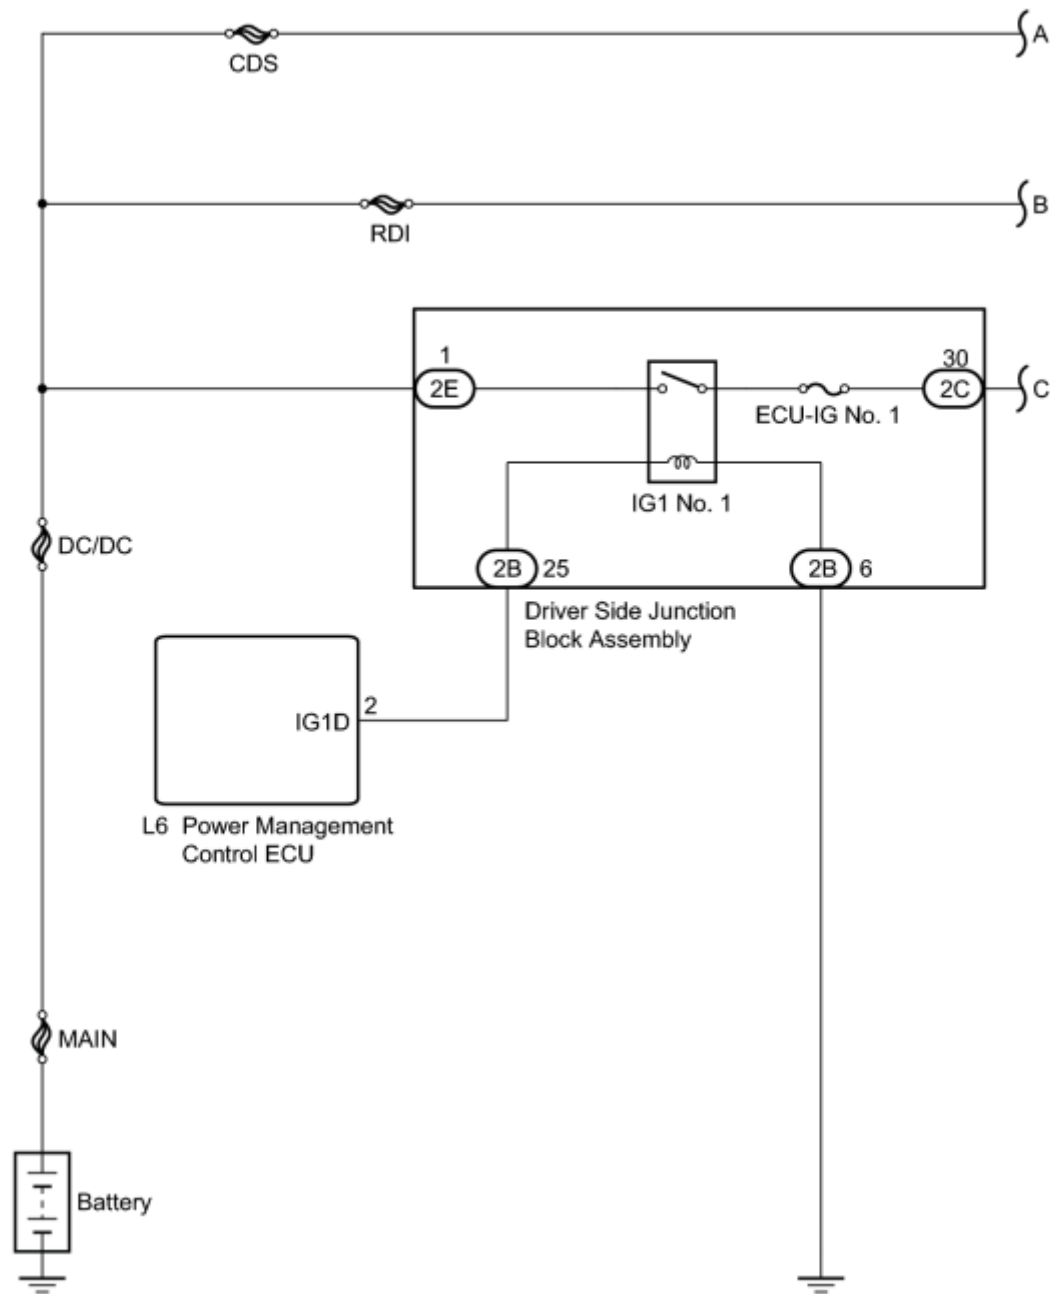 A
CDS
B
RDI
1
30
2E
2C
C
ECU-IG No. 1
IG1 No. 1
DC/DC
2B 25
2B 6
Driver Side Junction
Block Assembly
2
IG1D
L6 Power Management
Control ECU
MAIN
Battery